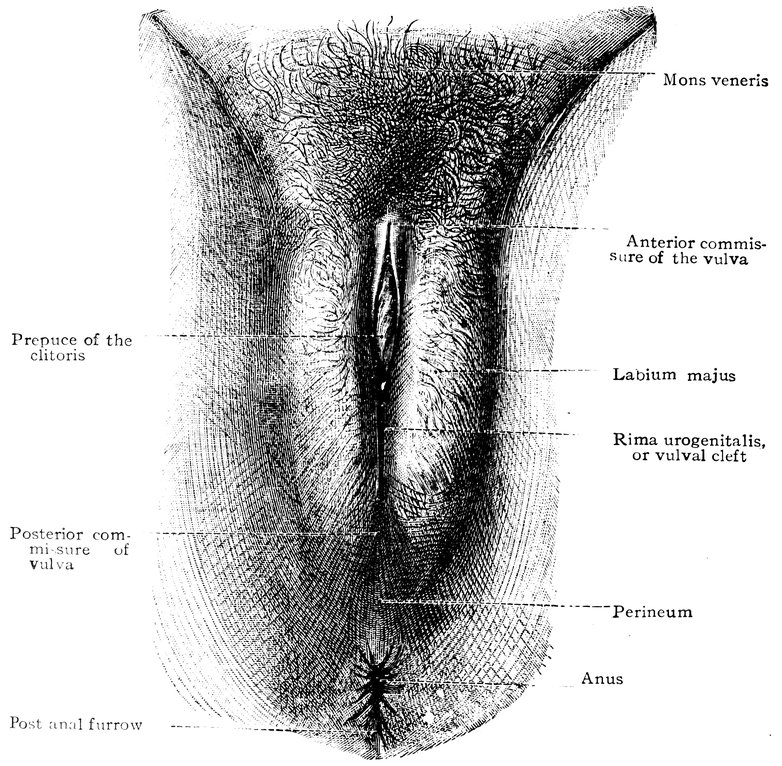 Mons veneris
Anterior commis-
sure of the vulva
Prepuce of the
clitoris
Labium majus
Rima urogenitalis,
or vulval cleft
Posterior com-
mi-sure of
vulva
Perineum
Anus
Post anal furrow